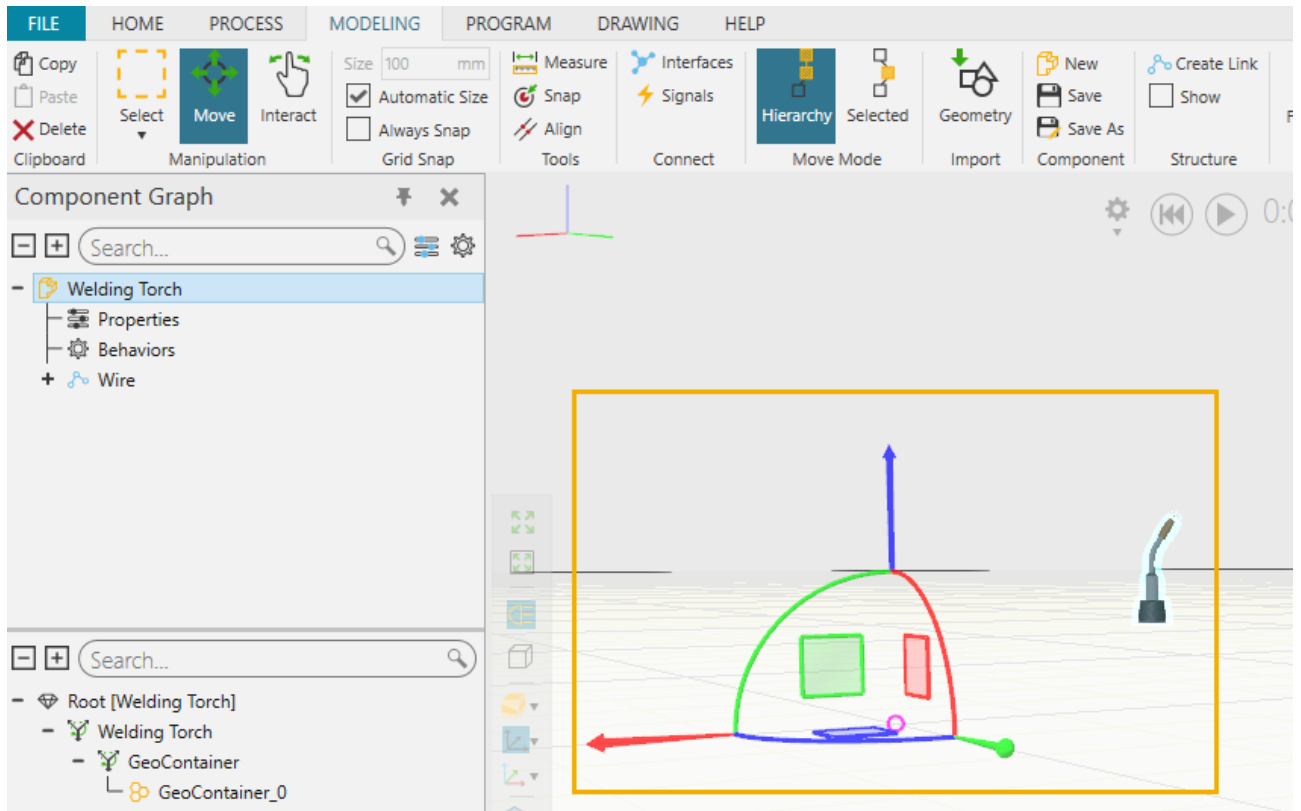 FILE HOME PROCESS MODELING PROGRAM DRAWING HELP
Copy Size 100 mm Measure Interfaces New Create Link
Paste Select Move Interact Automatic Size Snap Signals Hierarchy Selected Geometry Save Show
Delete Always Snap Align Save As
Clipboard Manipulation Grid Snap Tools Connect Move Mode Import Component Structure
Component Graph
Search...
Welding Torch
Properties
Behaviors
Wire
Search...
Root [Welding Torch]
Welding Torch
GeoContainer
GeoContainer_0